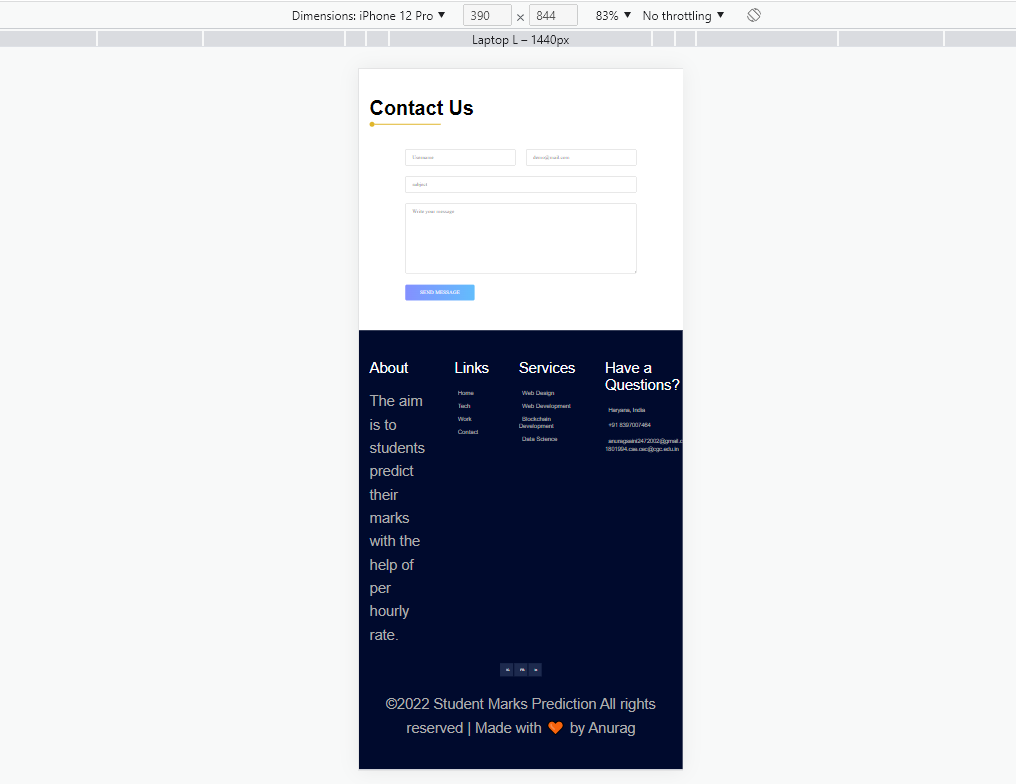 Dimensions: iPhone 12 Pro ▼ 390 × 844 83% ▼ No throttling ▼
Laptop L – 1440px
Contact Us
Username demo@mail.com
subject
Write your message
SEND MESSAGE
About
The aim
is to
students
predict
their
marks
with the
help of
per
hourly
rate.
Links
Home
Tech
Work
Contact
Services
Web Design
Web Development
Blockchain
Development
Data Science
Have a
Questions?
Haryana, India
+91 8397007464
1801994.cse.cec@cgc.edu.in
©2022 Student Marks Prediction All rights
reserved | Made with 🧡 by Anurag